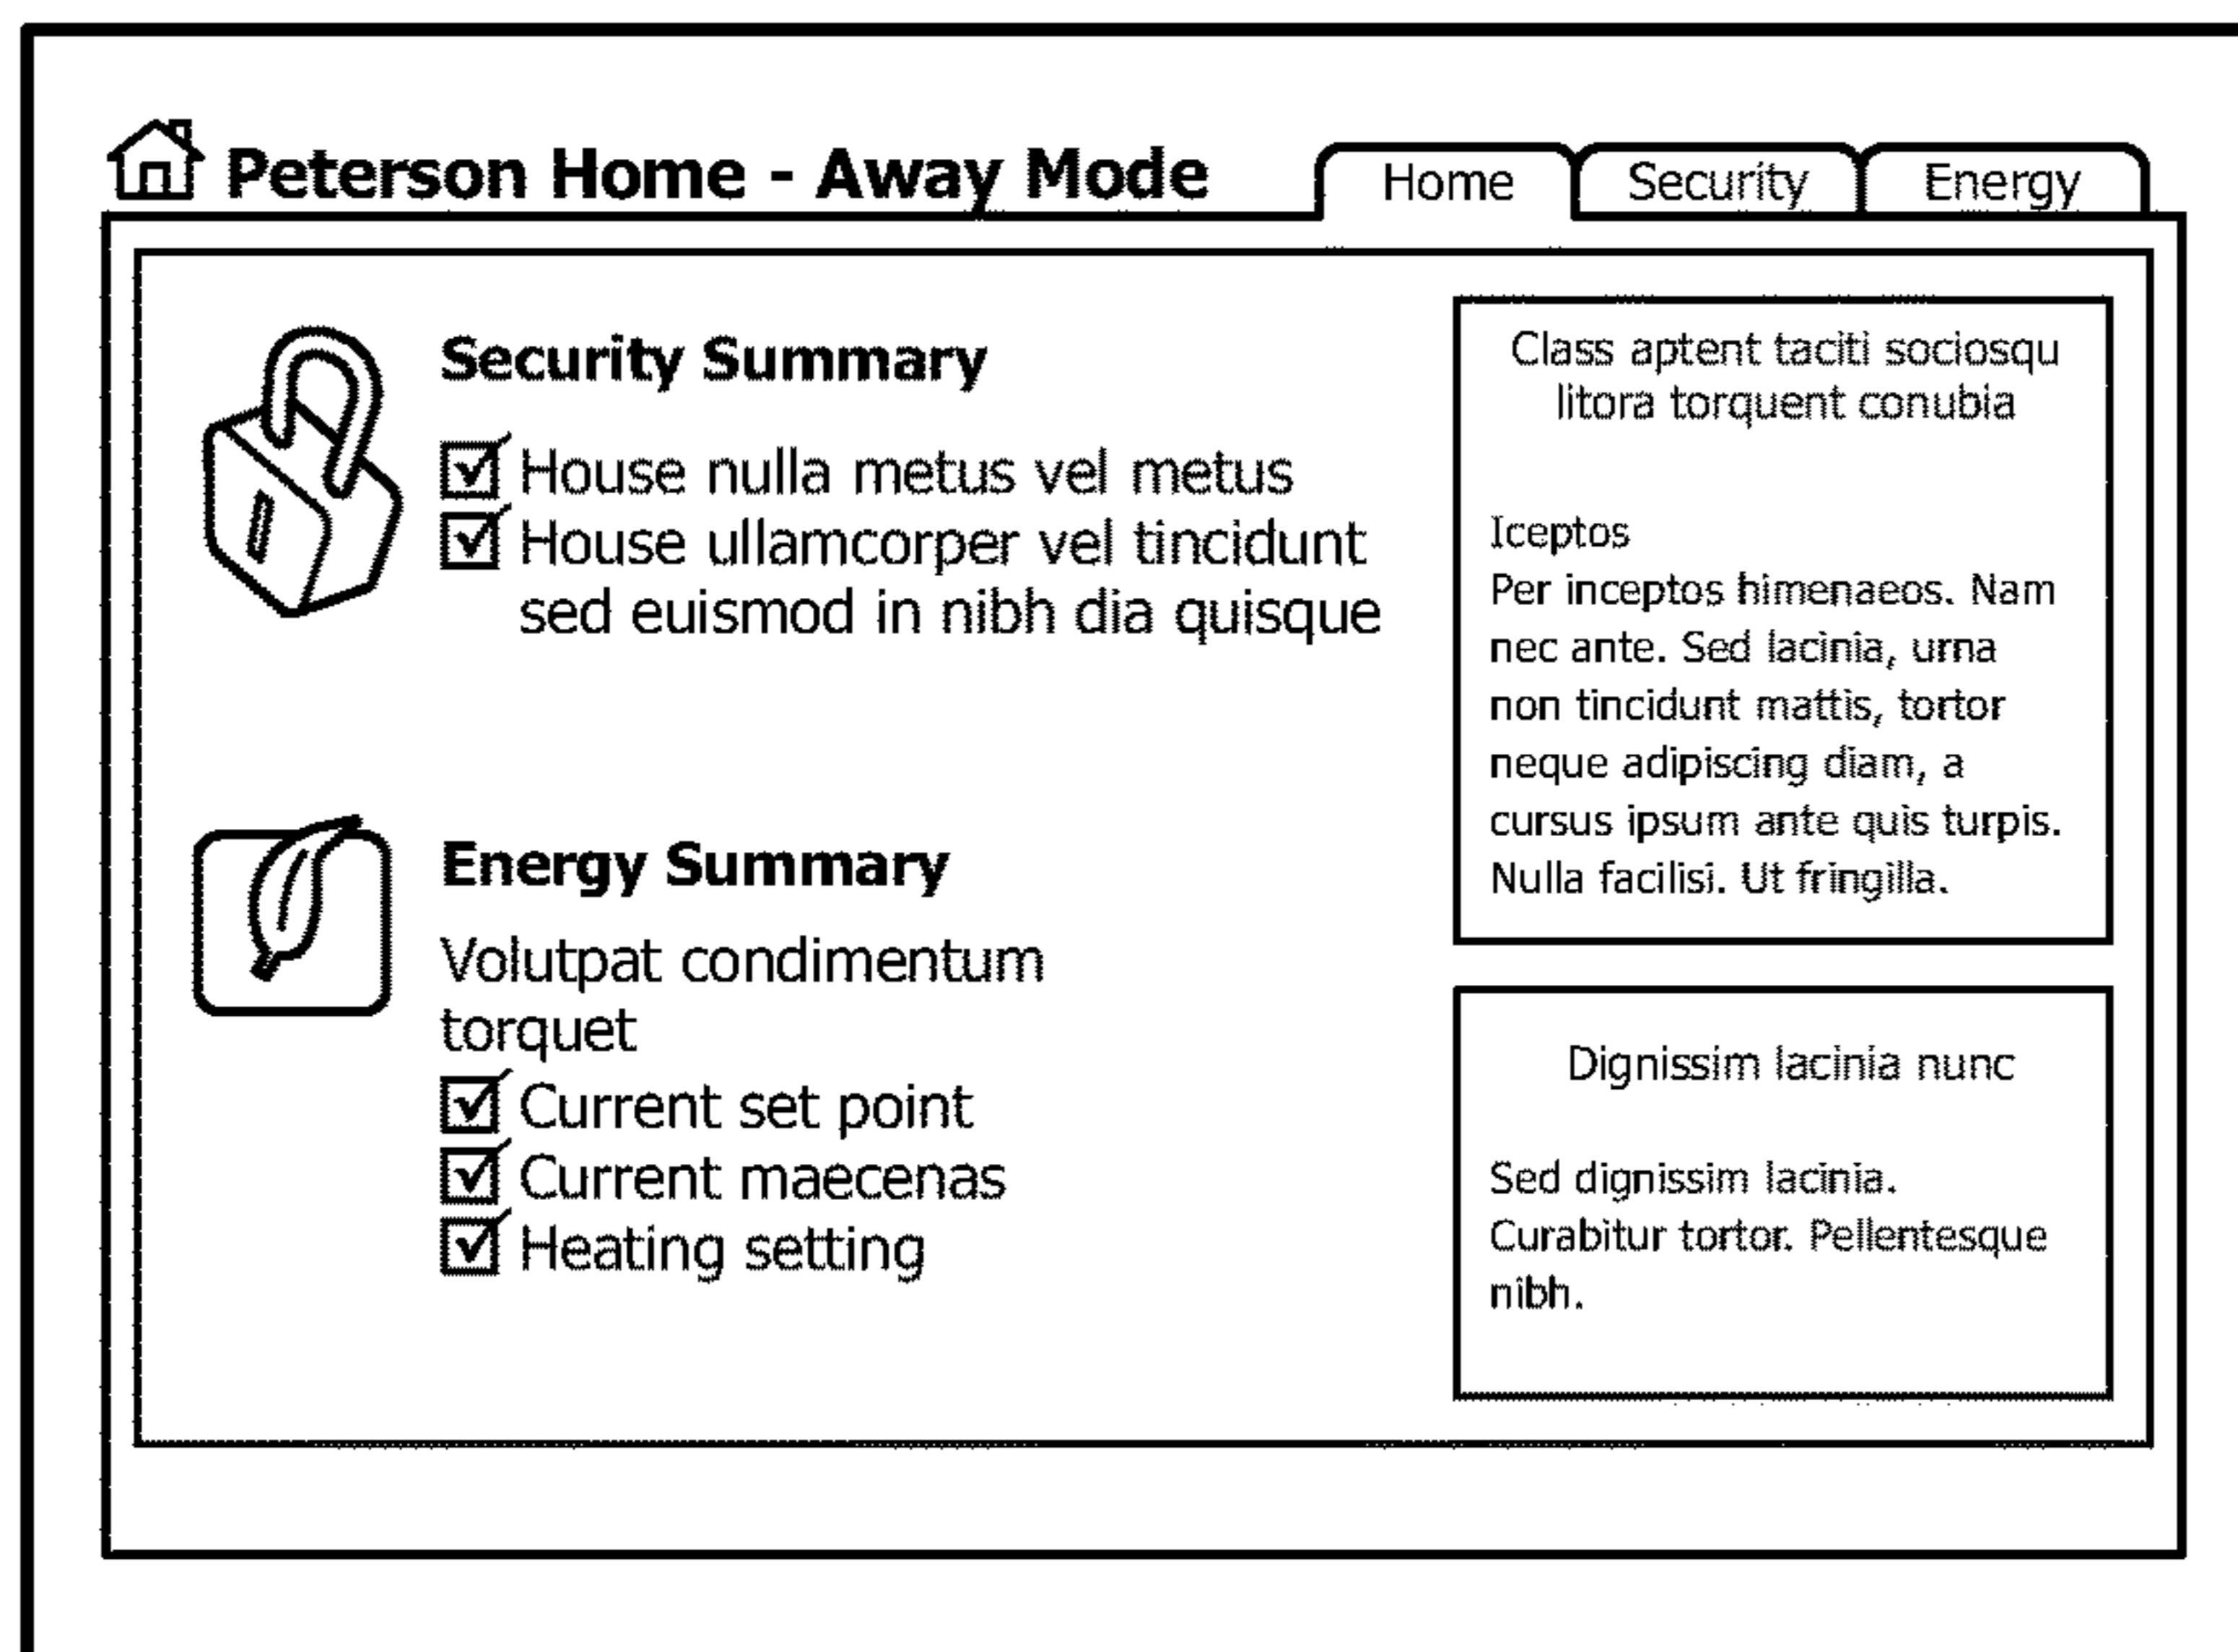 Peterson Home - Away Mode
Home
Security
Energy
Security Summary
House nulla metus vel metus
House ullamcorper vel tincidunt
sed euismod in nibh dia quisque
Energy Summary
Volutpat condimentum
torquet
Current set point
Current maecenas
Heating setting
Class aptent taciti sociosqu
litora torquent conubia
Iceptos
Per inceptos himenaeos. Nam
nec ante. Sed lacinia, urna
non tincidunt mattis, tortor
neque adipiscing diam, a
cursus ipsum ante quis turpis.
Nulla facilisi. Ut fringilla.
Dignissim lacinia nunc
Sed dignissim lacinia.
Curabitur tortor. Pellentesque
nibh.